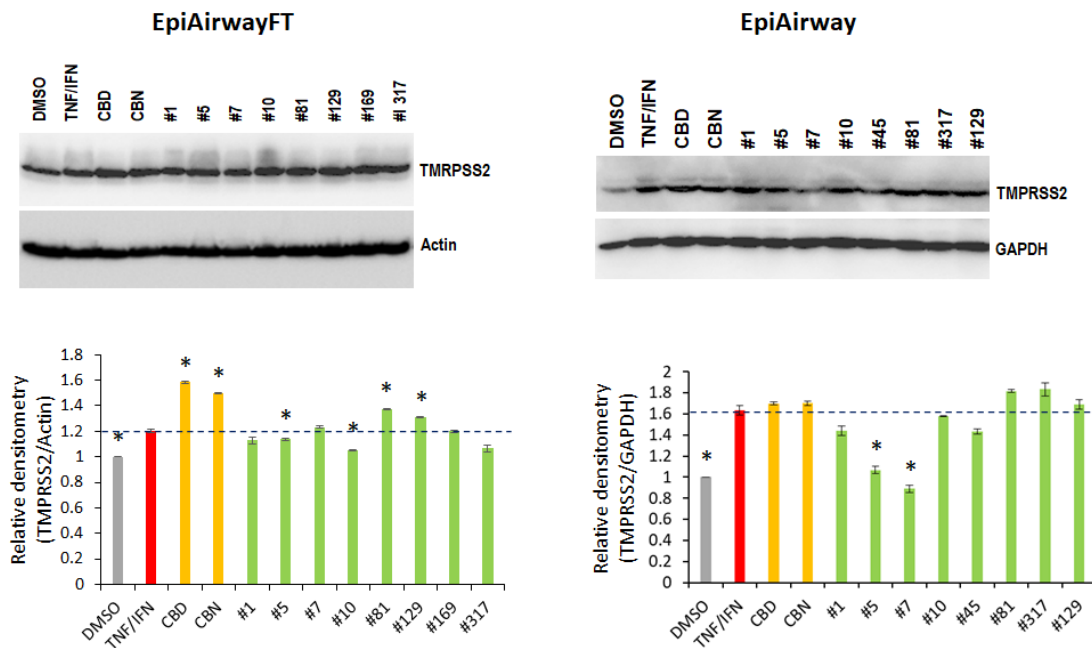 EpiAirwayFT
DMSO TNF/IFN CBD CBN #1 #5 #7 #10 #81 #129 #169 #I 317
TMRPSS2
Actin
Relative densitometry
(TMPRSS2/Actin)
1.8
1.6
1.4
1.2
1
0.8
0.6
0.4
0.2
0
* * * * * * *
DMSO TNF/IFN CBD CBN #1 #5 #7 #10 #81 #129 #169 #317
EpiAirway
DMSO TNF/IFN CBD CBN #1 #5 #7 #10 #45 #81 #317 #129
TMPRSS2
GAPDH
Relative densitometry
(TMPRSS2/GAPDH)
2
1.8
1.6
1.4
1.2
1
0.8
0.6
0.4
0.2
0
* * *
DMSO TNF/IFN CBD CBN #1 #5 #7 #10 #45 #81 #317 #129